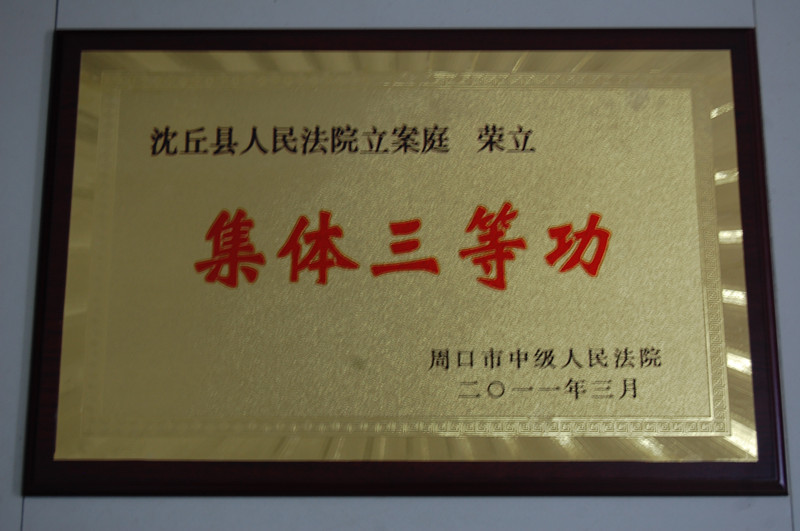 沈丘县人民法院立案庭 荣立
集体三等功
周口市中级人民法院
二〇一一年三月